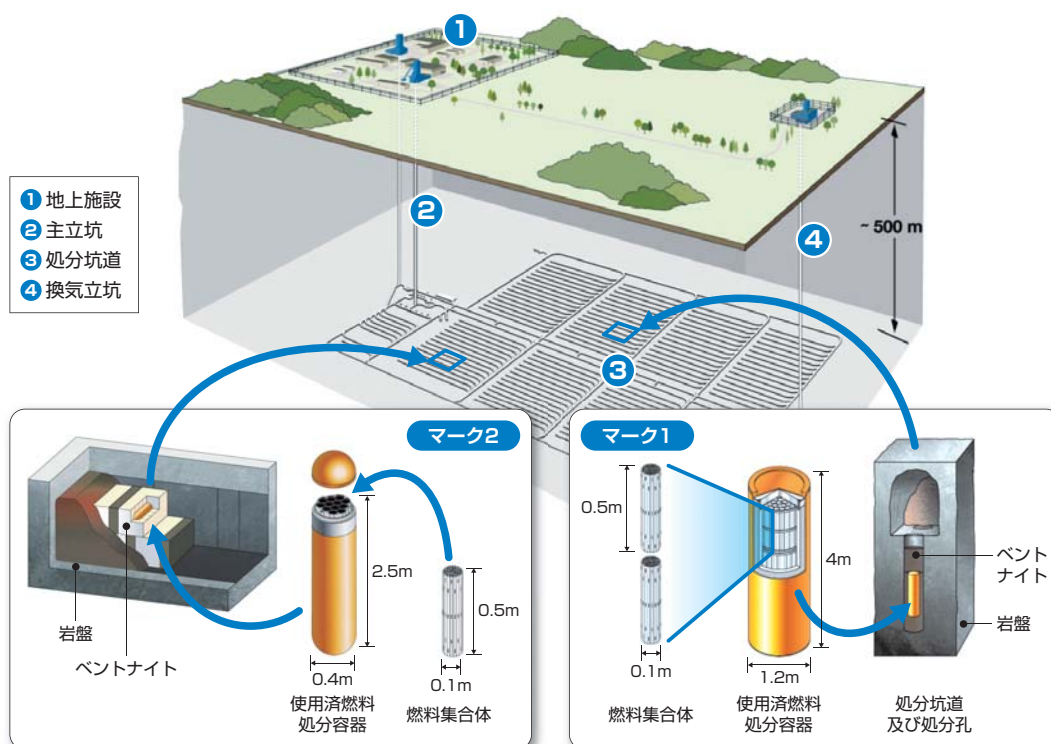 1
2
3
4
~ 500 m
1 地上施設
2 主立坑
3 処分坑道
4 換気立坑
マーク2
岩盤
ベントナイト
2.5m
0.4m
使用済燃料
処分容器
0.5m
0.1m
燃料集合体
マーク1
0.5m
0.1m
燃料集合体
4m
1.2m
使用済燃料
処分容器
ベント
ナイト
岩盤
処分坑道
及び処分孔